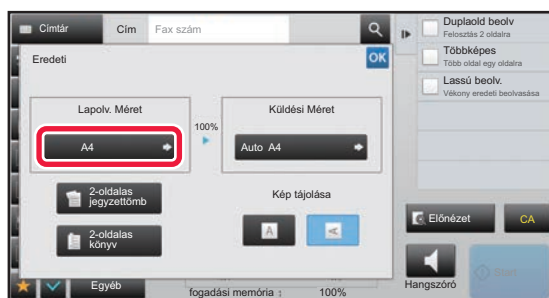 Címtár
Cím
Fax szám
Eredeti
OK
Lapolv. Méret
A4
100%
Küldési Méret
Auto A4
2-oldalas
jegyzettömb
2-oldalas
könyv
Kép tájolása
A
A
Duplaold beolv
Felosztás 2 oldalra
Többképes
Több oldal egy oldalra
Lassú beolv.
Vékony eredeti beolvasása
Előnézet
CA
Hangszóró
Start
Egyéb
fogadási memória :
100%